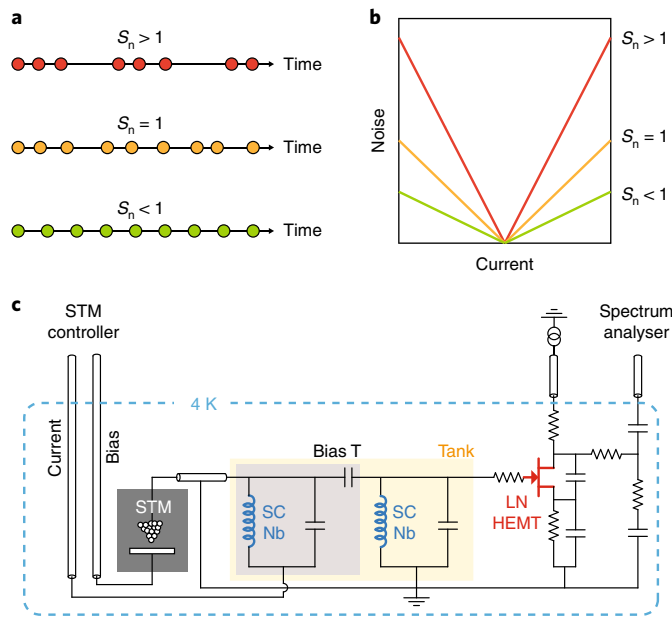 a
Sn > 1
Time
Sn = 1
Time
Sn < 1
Time
b
Noise
Current
Sn > 1
Sn = 1
Sn < 1
c
STM
controller
Spectrum
analyser
4 K
Current
Bias
STM
Bias T
Tank
SC
Nb
SC
Nb
LN
HEMT